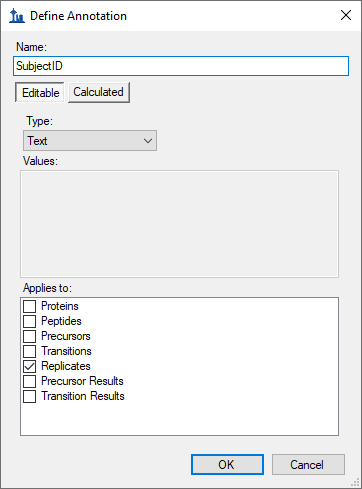 Define Annotation
Name:
SubjectID
Editable Calculated
Type:
Text
Values:
Applies to:
Proteins
Peptides
Precursors
Transitions
Replicates
Precursor Results
Transition Results
OK Cancel